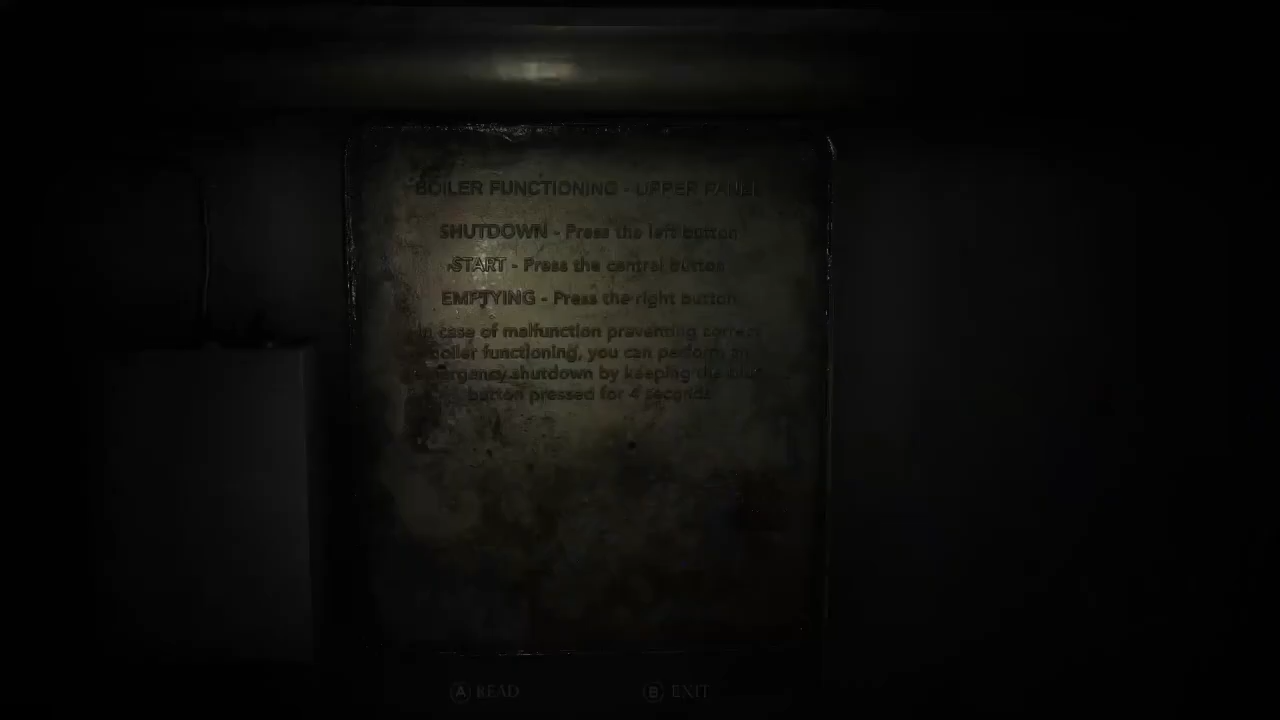 BOILER FUNCTIONING - UPPER PANEL
SHUTDOWN - Press the left button
START - Press the central button
EMPTYING - Press the right button
In case of malfunction preventing correct
boiler functioning, you can perform an
emergency shutdown by keeping the
button pressed for 4 seconds
A READ
B EXIT